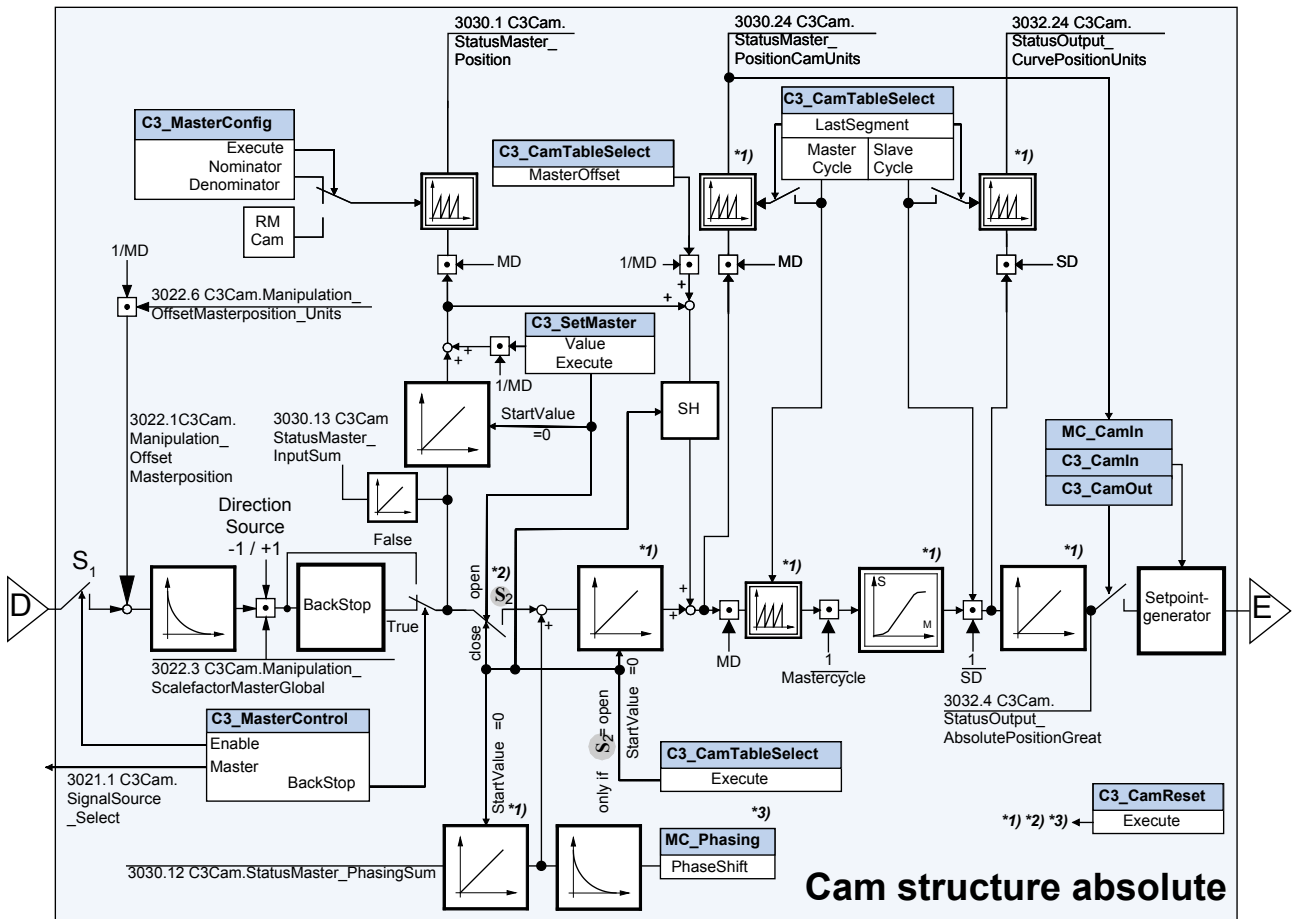 3030.1 C3Cam.
StatusMaster_
Position
3030.24 C3Cam.
StatusMaster_
PositionCamUnits
3032.24 C3Cam.
StatusOutput_
CurvePositionUnits
C3_MasterConfig
Execute
Nominator
Denominator
RM
Cam
C3_CamTableSelect
MasterOffset
C3_CamTableSelect
LastSegment
Master
Cycle
Slave
Cycle
*1)
*1)
1/MD
MD
1/MD
MD
SD
3022.6 C3Cam.Manipulation_
OffsetMasterposition_Units
+
+
C3_SetMaster
Value
Execute
+
+
1/MD
StartValue
=0
SH
3022.1C3Cam.
Manipulation_
Offset
Masterposition
3030.13 C3Cam
StatusMaster_
InputSum
MC_CamIn
C3_CamIn
C3_CamOut
Direction
Source
-1 / +1
False
S1
D
BackStop
True
open
close
*2)
S2
+
*1)
+
+
MD
*1)
1
Mastercycle
*1)
S
M
1
SD
*1)
Setpoint-
generator
E
3022.3 C3Cam.Manipulation_
ScalefactorMasterGlobal
3032.4 C3Cam.
StatusOutput_
AbsolutePositionGreat
C3_MasterControl
Enable
Master
BackStop
3021.1 C3Cam.
SignalSource
_Select
StartValue =0
*1)
only if S2= open
StartValue =0
C3_CamTableSelect
Execute
*3)
MC_Phasing
PhaseShift
3030.12 C3Cam.StatusMaster_PhasingSum
C3_CamReset
Execute
*1) *2) *3)
Cam structure absolute